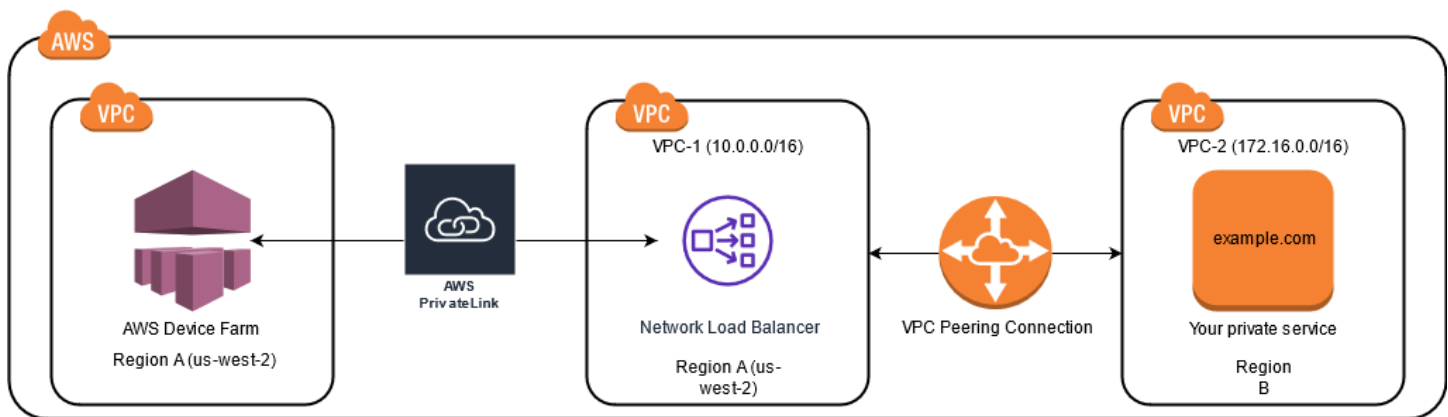 AWS
VPC
AWS Device Farm
Region A (us-west-2)
AWS
PrivateLink
VPC
VPC-1 (10.0.0.0/16)
Network Load Balancer
Region A (us-
west-2)
VPC Peering Connection
VPC
VPC-2 (172.16.0.0/16)
example.com
Your private service
Region
B